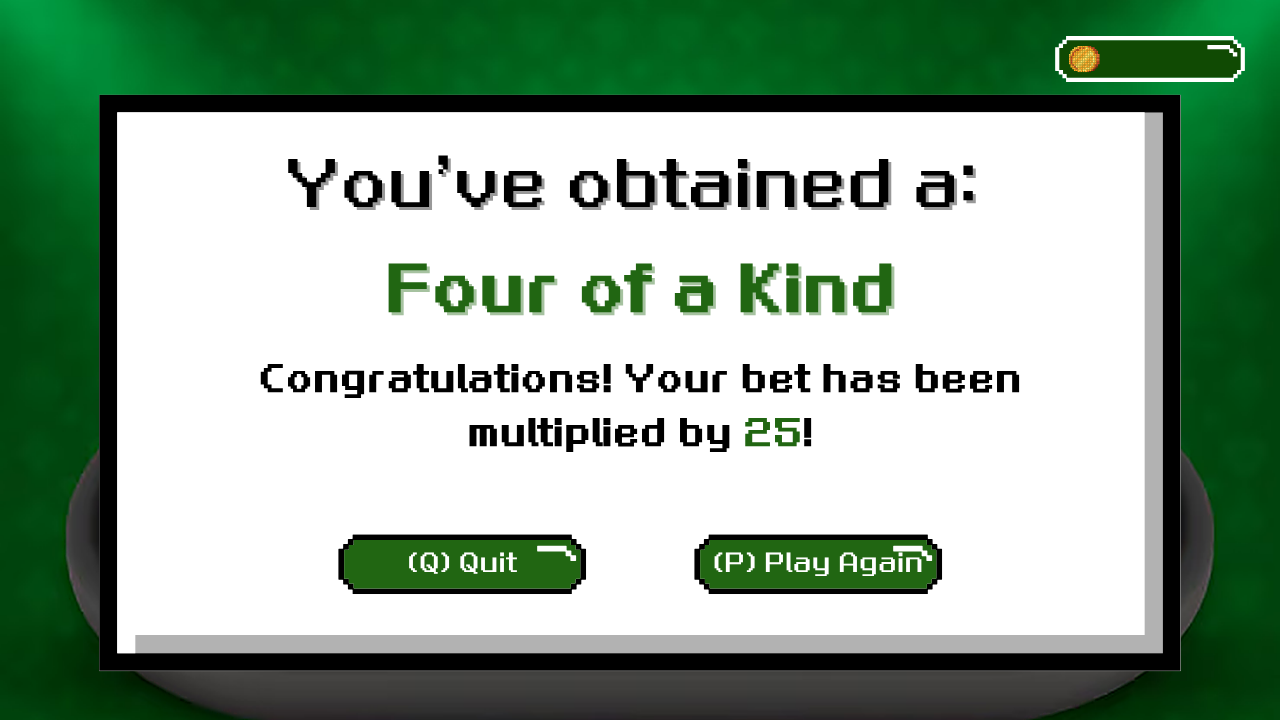 You've obtained a:
Four of a Kind
Congratulations! Your bet has been
multiplied by 25!
(Q) Quit
(P) Play Again